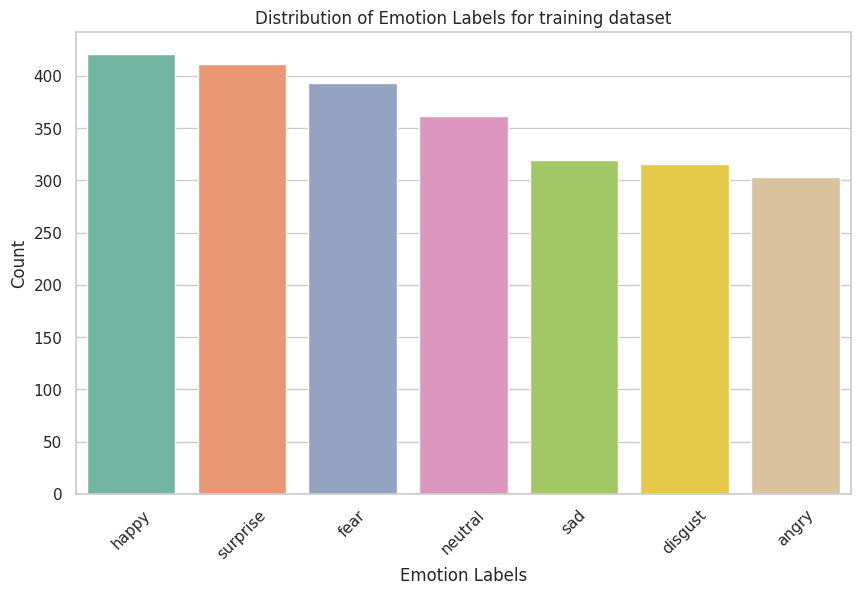 Distribution of Emotion Labels for training dataset
Count
400
350
300
250
200
150
100
50
0
happy
surprise
fear
neutral
sad
disgust
angry
Emotion Labels